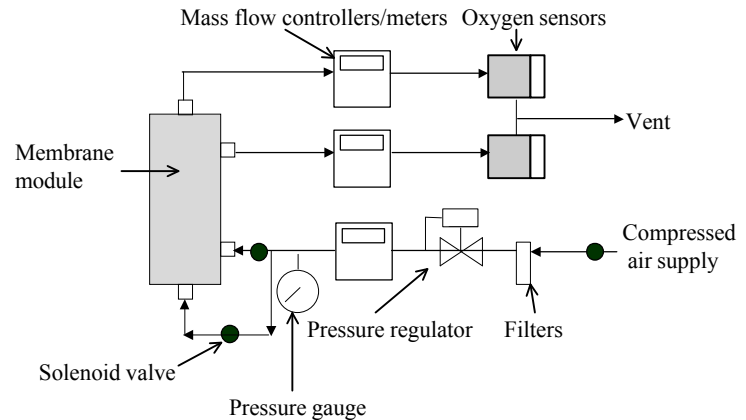 Mass flow controllers/meters
Oxygen sensors
Vent
Membrane
module
Compressed
air supply
Pressure regulator
Filters
Solenoid valve
Pressure gauge